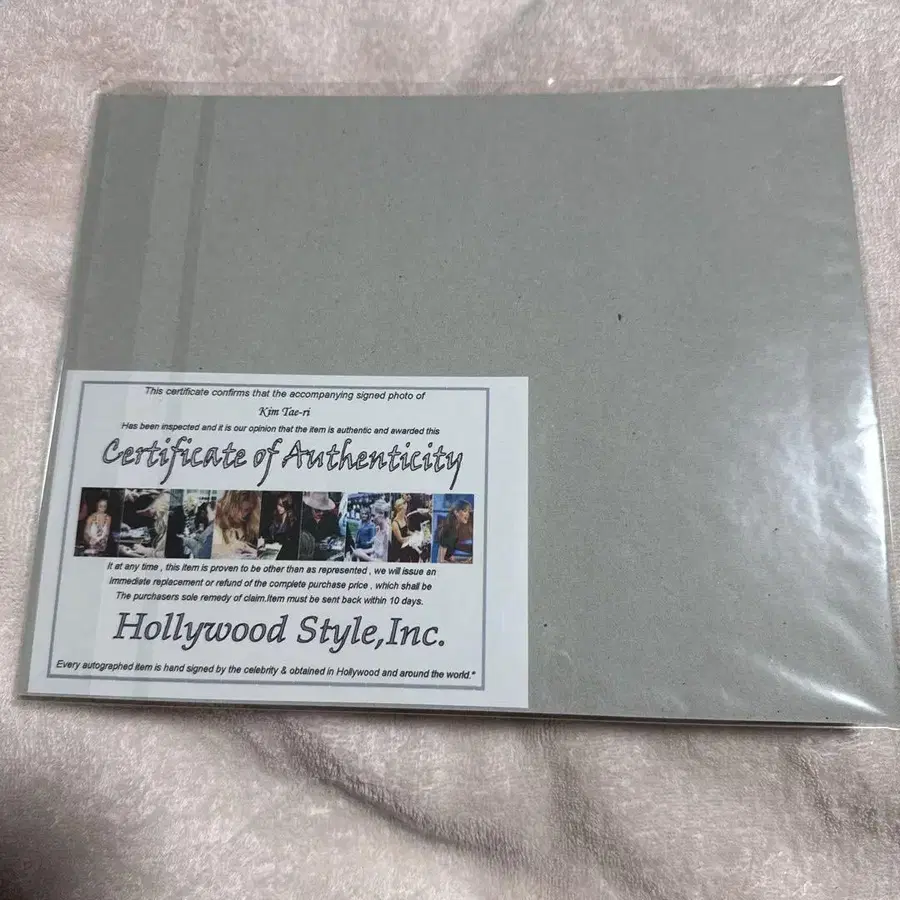 This certificate confirms that the accompanying signed photo of
Kim Tae-ri
Has been inspected and it is our opinion that the item is authentic and awarded this
Certificate of Authenticity
It at any time , this item is proven to be other than as represented , we will issue an
immediate replacement or refund of the complete purchase price , which shall be
The purchasers sole remedy of claim.Item must be sent back within 10 days.
Hollywood Style,Inc.
Every autographed item is hand signed by the celebrity & obtained in Hollywood and around the world.*